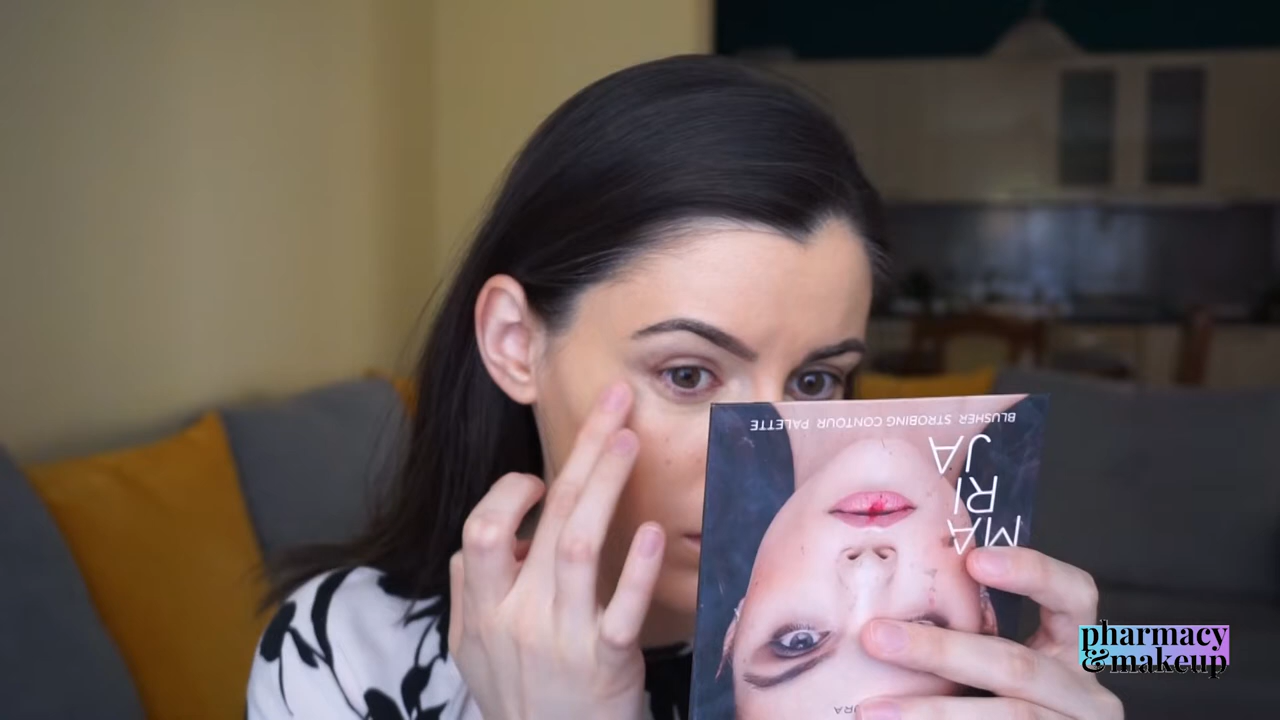 BLUSHER STROBING CONTOUR PALETTE
MA
RI
JA
pharmacy
&makeup